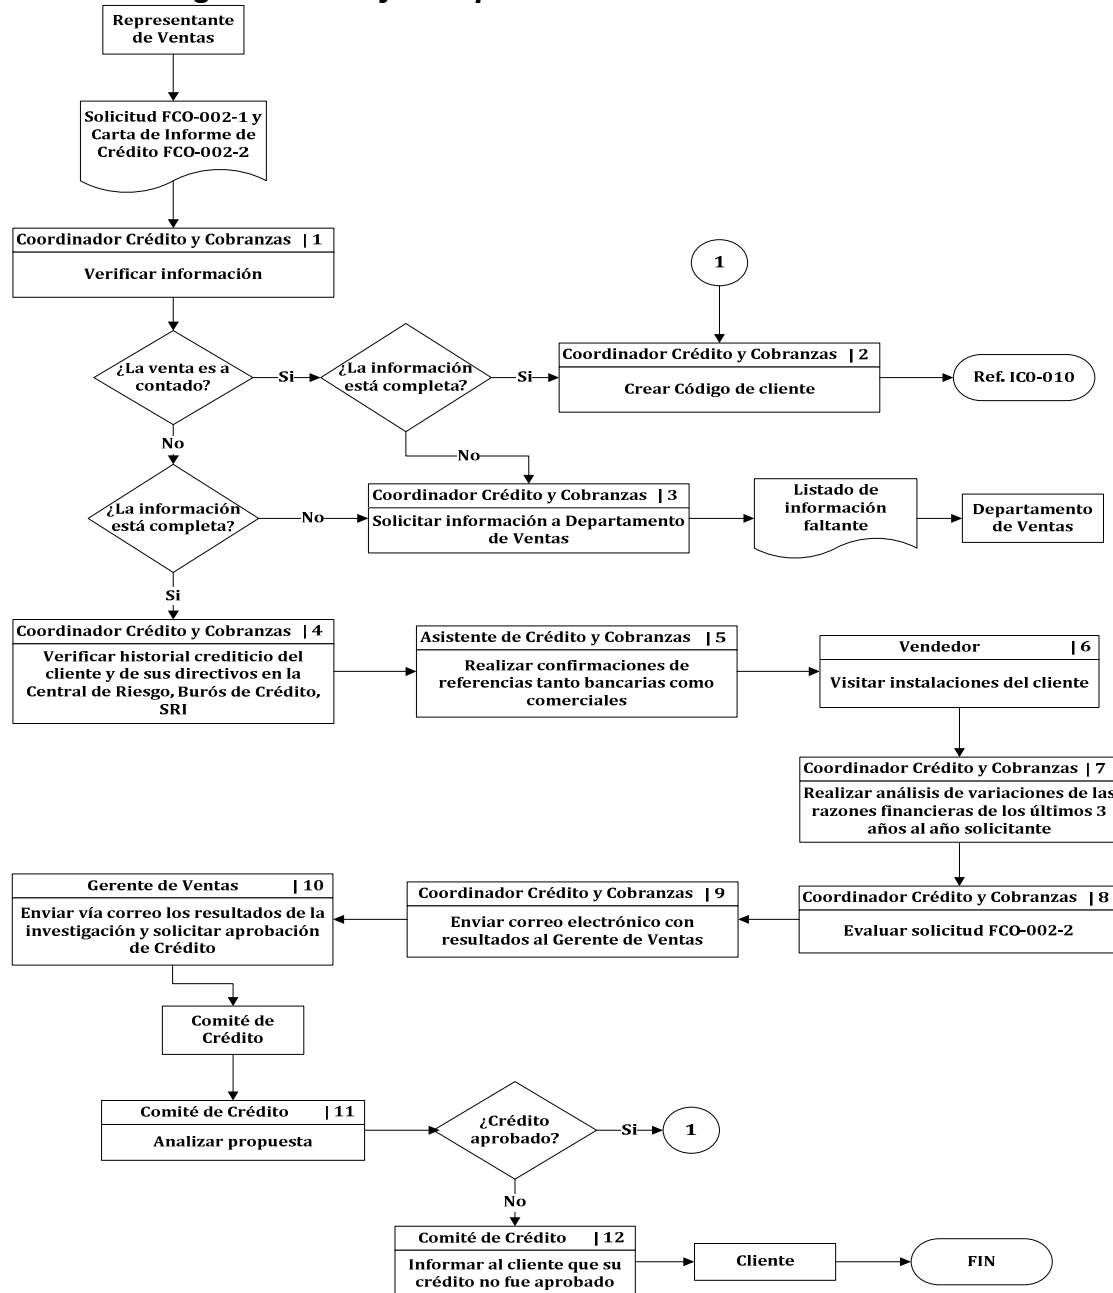 Representante
de Ventas
Solicitud FCO-002-1 y
Carta de Informe de
Crédito FCO-002-2
Coordinador Crédito y Cobranzas | 1
Verificar información
1
¿La venta es a
contado?
Si
¿La información
está completa?
Si
Coordinador Crédito y Cobranzas | 2
Crear Código de cliente
Ref. IC0-010
No
No
¿La información
está completa?
No
Coordinador Crédito y Cobranzas | 3
Solicitar información a Departamento
de Ventas
Listado de
información
faltante
Departamento
de Ventas
Si
Coordinador Crédito y Cobranzas | 4
Verificar historial crediticio del
cliente y de sus directivos en la
Central de Riesgo, Burós de Crédito,
SRI
Asistente de Crédito y Cobranzas | 5
Realizar confirmaciones de
referencias tanto bancarias como
comerciales
Vendedor | 6
Visitar instalaciones del cliente
Coordinador Crédito y Cobranzas | 7
Realizar análisis de variaciones de las
razones financieras de los últimos 3
años al año solicitante
Gerente de Ventas | 10
Enviar vía correo los resultados de la
investigación y solicitar aprobación
de Crédito
Coordinador Crédito y Cobranzas | 9
Enviar correo electrónico con
resultados al Gerente de Ventas
Coordinador Crédito y Cobranzas | 8
Evaluar solicitud FCO-002-2
Comité de
Crédito
Comité de Crédito | 11
Analizar propuesta
¿Crédito
aprobado?
Si
1
No
Comité de Crédito | 12
Informar al cliente que su
crédito no fue aprobado
Cliente
FIN